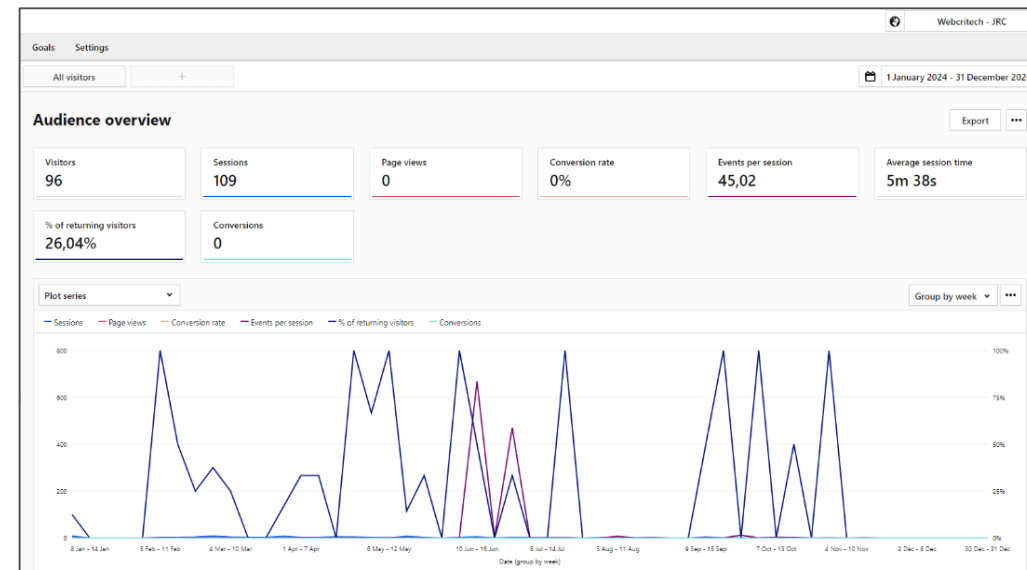 Webcritech - JRC
Goals Settings
All visitors +
1 January 2024 - 31 December 202
Audience overview
Export
Visitors Sessions Page views Conversion rate Events per session Average session time
96 109 0 0% 45,02 5m 38s
% of returning visitors Conversions
26,04% 0
Plot series Group by week
Sessions Page views Conversion rate Events per session % of returning visitors Conversions
800 100%
600 75%
400 50%
200 25%
0 0%
8 Jan - 14 Jan 5 Feb - 11 Feb 4 Mar - 10 Mar 1 Apr - 7 Apr 6 May - 12 May 10 Jun - 16 Jun 8 Jul - 14 Jul 5 Aug - 11 Aug 9 Sep - 15 Sep 7 Oct - 13 Oct 4 Nov - 10 Nov 2 Dec - 8 Dec 30 Dec - 31 Dec
Date (group by week)